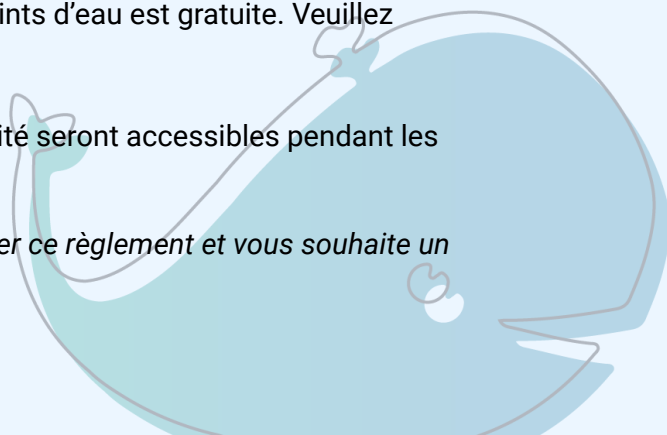 ints d’eau est gratuite. Veuillez
ité seront accessibles pendant les
er ce règlement et vous souhaite un